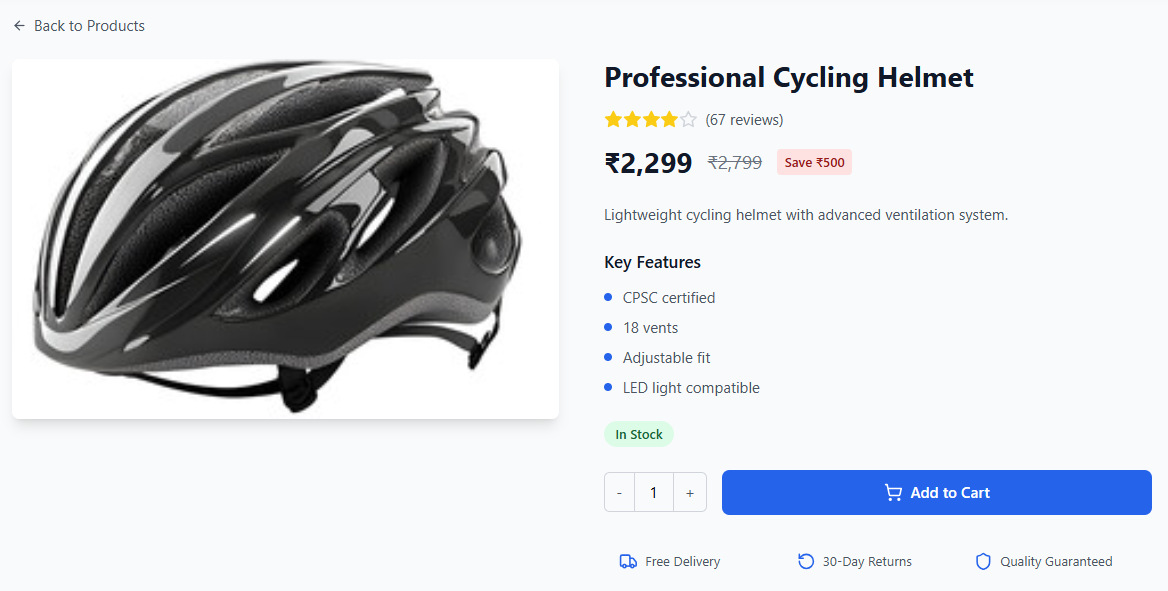 Back to Products
Professional Cycling Helmet
(67 reviews)
₹2,299 ₹2,799 Save ₹500
Lightweight cycling helmet with advanced ventilation system.
Key Features
CPSC certified
18 vents
Adjustable fit
LED light compatible
In Stock
- 1 + Add to Cart
Free Delivery 30-Day Returns Quality Guaranteed